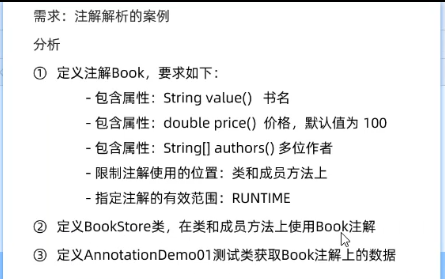 需求：注解解析的案例
分析
① 定义注解Book，要求如下：
- 包含属性：String value() 书名
- 包含属性：double price() 价格，默认值为 100
- 包含属性：String[] authors() 多位作者
- 限制注解使用的位置：类和成员方法上
- 指定注解的有效范围：RUNTIME
② 定义BookStore类，在类和成员方法上使用Book注解
③ 定义AnnotationDemo01测试类获取Book注解上的数据